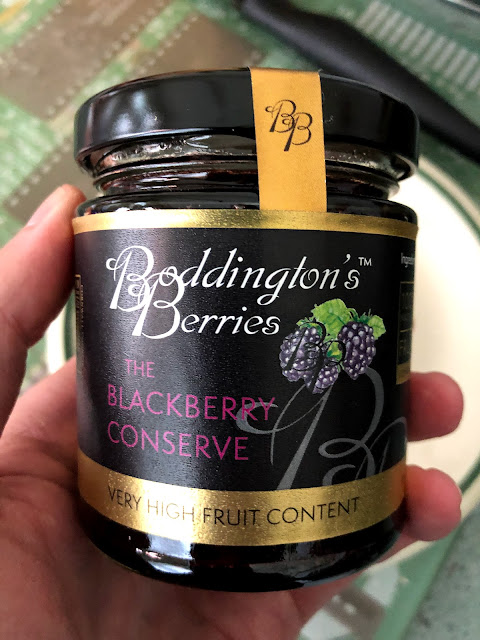 BB
Boddington's™
Berries
THE
BLACKBERRY
CONSERVE
VERY HIGH FRUIT CONTENT